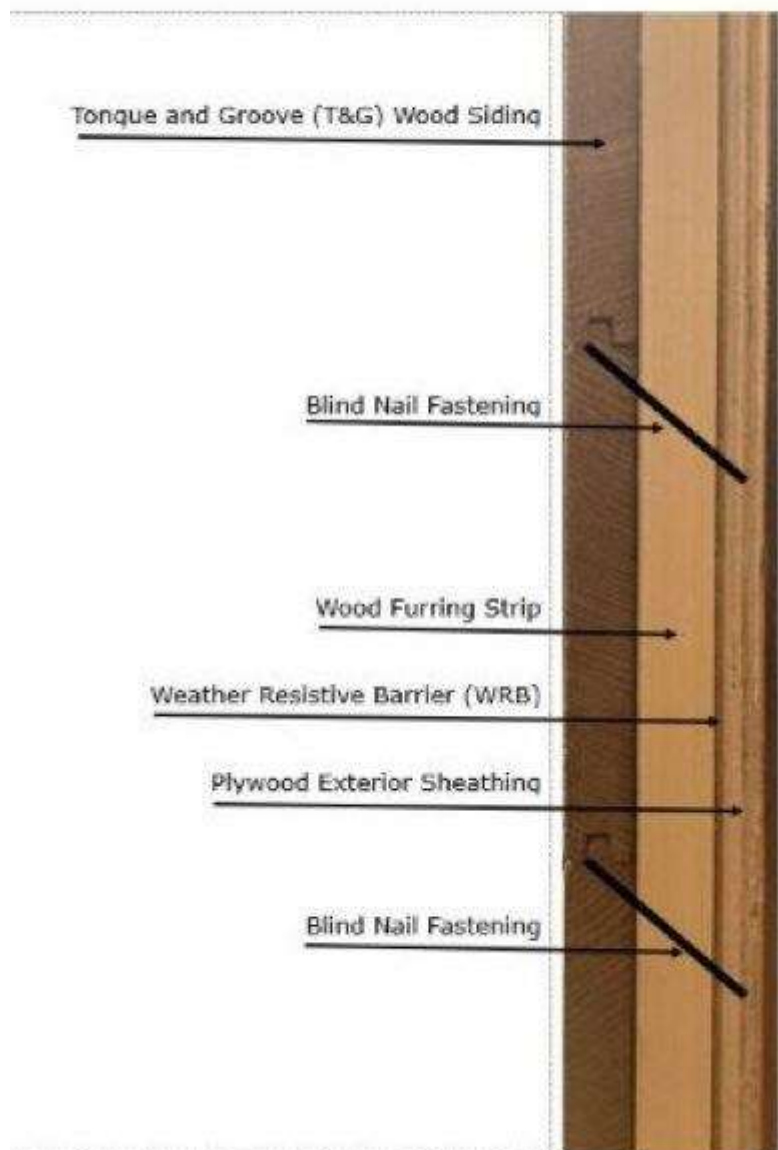 Tongue and Groove (T&G) Wood Siding
Blind Nail Fastening
Wood Furring Strip
Weather Resistive Barrier (WRB)
Plywood Exterior Sheathing
Blind Nail Fastening